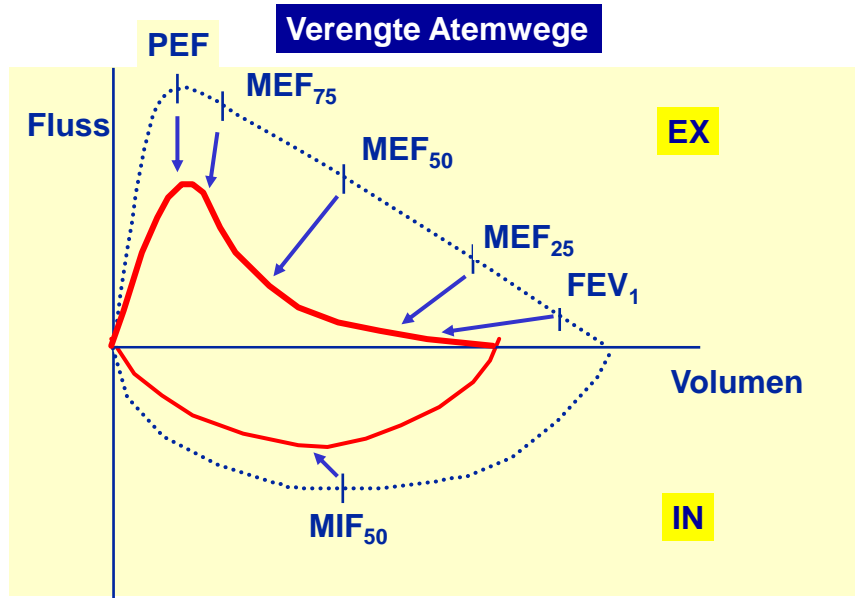 Verengte Atemwege
PEF
MEF₇₅
Fluss
EX
MEF₅₀
MEF₂₅
FEV₁
Volumen
MIF₅₀
IN